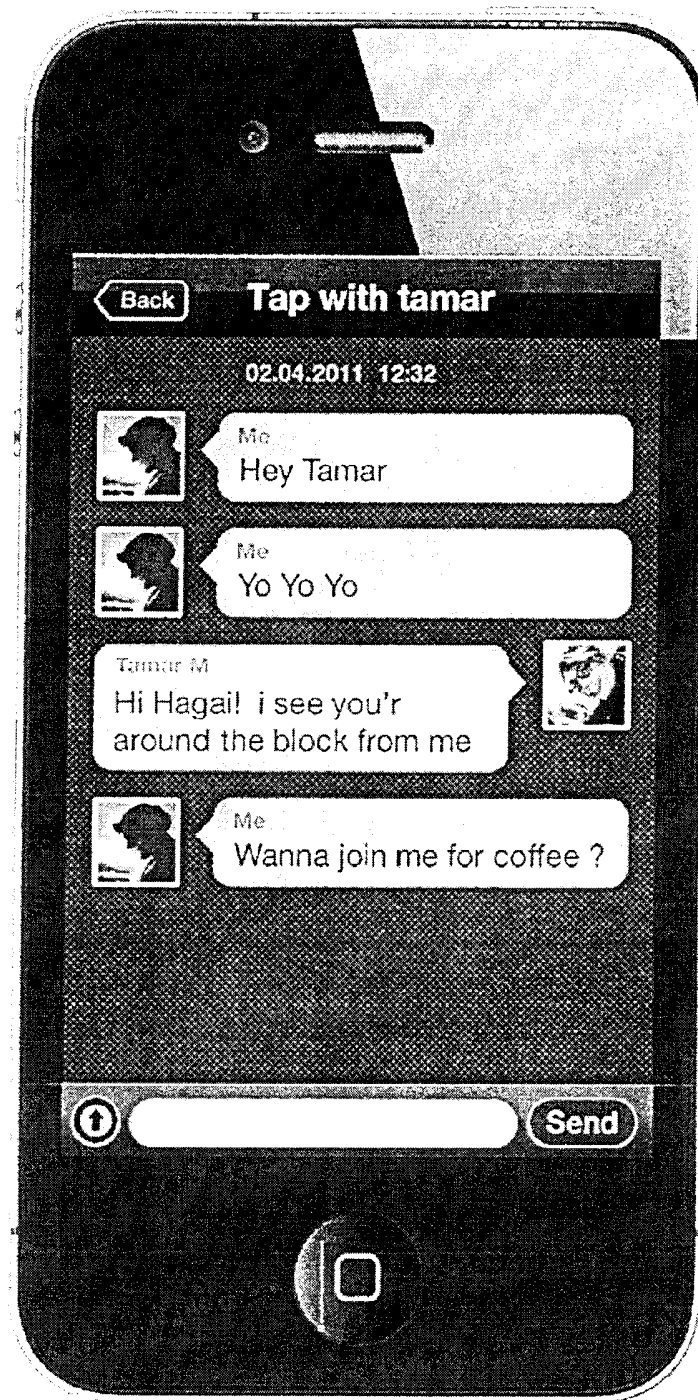 Back
Tap with tamar
02.04.2011 12:32
Me
Hey Tamar
Me
Yo Yo Yo
Tamar M
Hi Hagai! i see you'r
around the block from me
Me
Wanna join me for coffee ?
Send